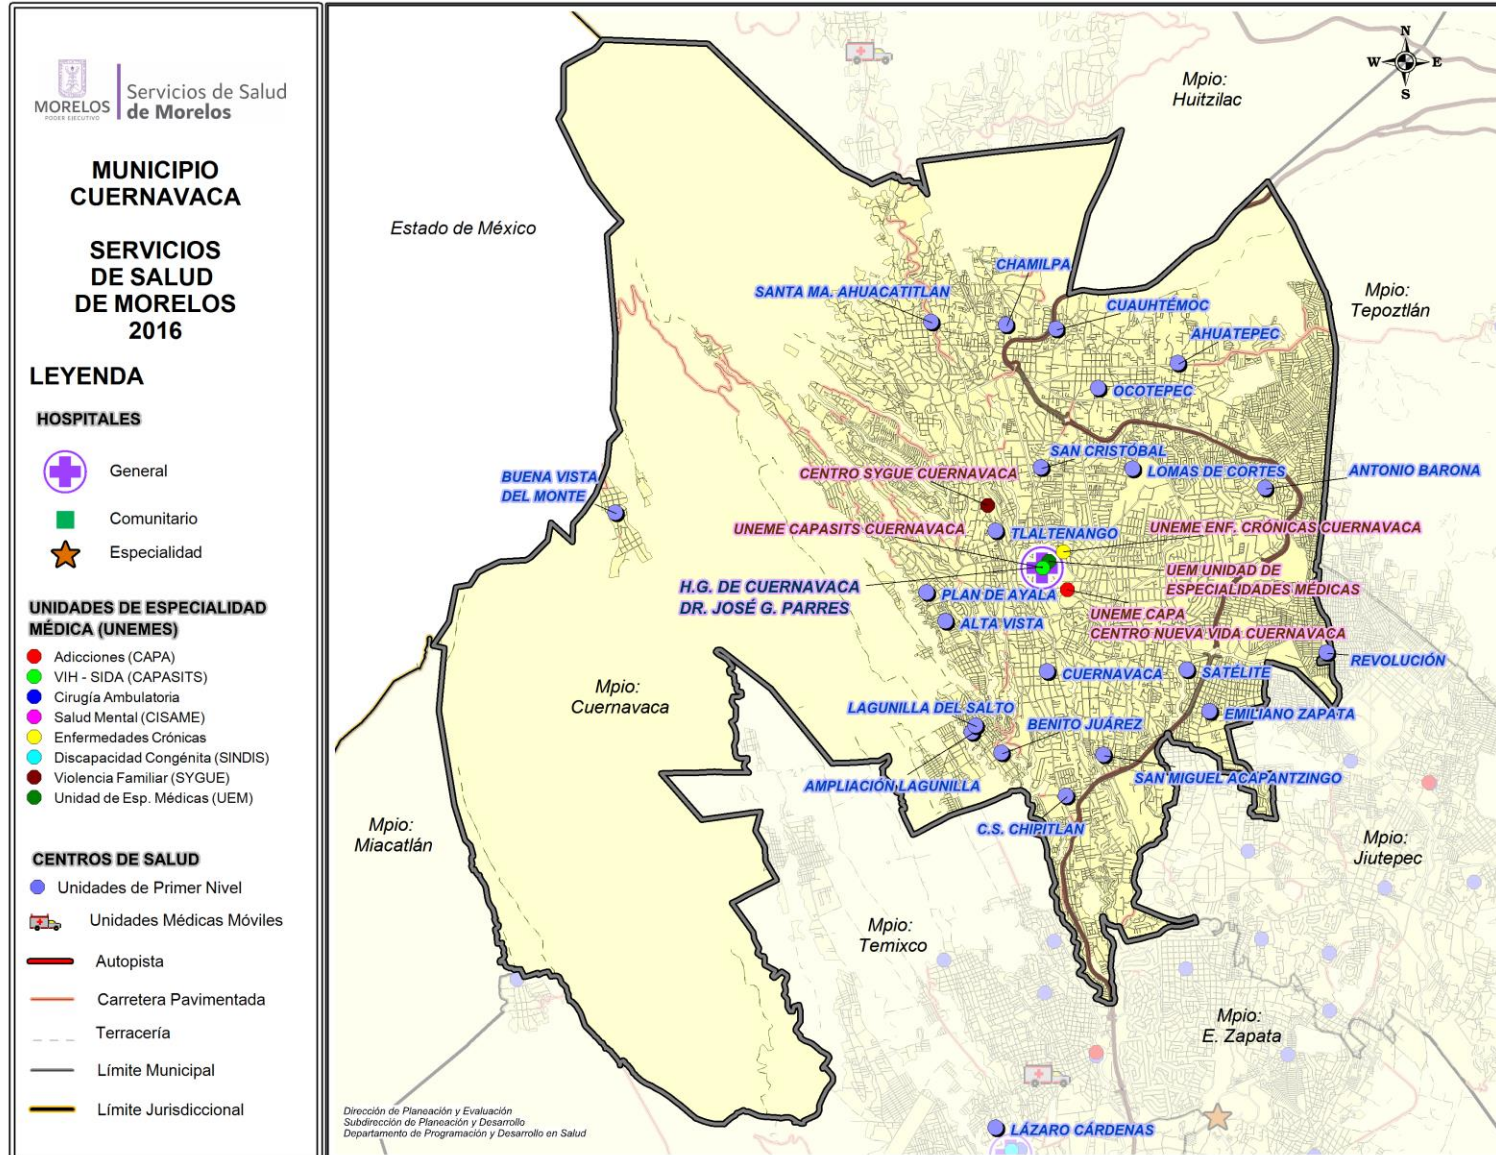 MORELOS
PODER EJECUTIVO
Servicios de Salud
de Morelos
MUNICIPIO
CUERNAVACA
SERVICIOS
DE SALUD
DE MORELOS
2016
LEYENDA
HOSPITALES
General
Comunitario
Especialidad
UNIDADES DE ESPECIALIDAD
MÉDICA (UNEMES)
Adicciones (CAPA)
VIH - SIDA (CAPASITS)
Cirugía Ambulatoria
Salud Mental (CISAME)
Enfermedades Crónicas
Discapacidad Congénita (SINDIS)
Violencia Familiar (SYGUE)
Unidad de Esp. Médicas (UEM)
CENTROS DE SALUD
Unidades de Primer Nivel
Unidades Médicas Móviles
Autopista
Carretera Pavimentada
Terracería
Límite Municipal
Límite Jurisdiccional
N
W
E
S
Mpio:
Huitzilac
Estado de México
CHAMILPA
SANTA MA. AHUACATITLAN
CUAUHTÉMOC
Mpio:
Tepoztlán
AHUATEPEC
OCOTEPEC
SAN CRISTÓBAL
CENTRO SYGUE CUERNAVACA
LOMAS DE CORTES
ANTONIO BARONA
BUENA VISTA
DEL MONTE
UNEME CAPASITS CUERNAVACA
TLALTENANGO
UNEME ENF. CRÓNICAS CUERNAVACA
UEM UNIDAD DE
ESPECIALIDADES MÉDICAS
H.G. DE CUERNAVACA
DR. JOSÉ G. PARRES
PLAN DE AYALA
UNEME CAPA
CENTRO NUEVA VIDA CUERNAVACA
ALTA VISTA
REVOLUCIÓN
CUERNAVACA
SATÉLITE
Mpio:
Cuernavaca
LAGUNILLA DEL SALTO
BENITO JUÁREZ
EMILIANO ZAPATA
AMPLIACIÓN LAGUNILLA
SAN MIGUEL ACAPANTZINGO
C.S. CHIPITLAN
Mpio:
Miacatlán
Mpio:
Jiutepec
Mpio:
Temixco
Mpio:
E. Zapata
LÁZARO CÁRDENAS
Dirección de Planeación y Evaluación
Subdirección de Planeación y Desarrollo
Departamento de Programación y Desarrollo en Salud